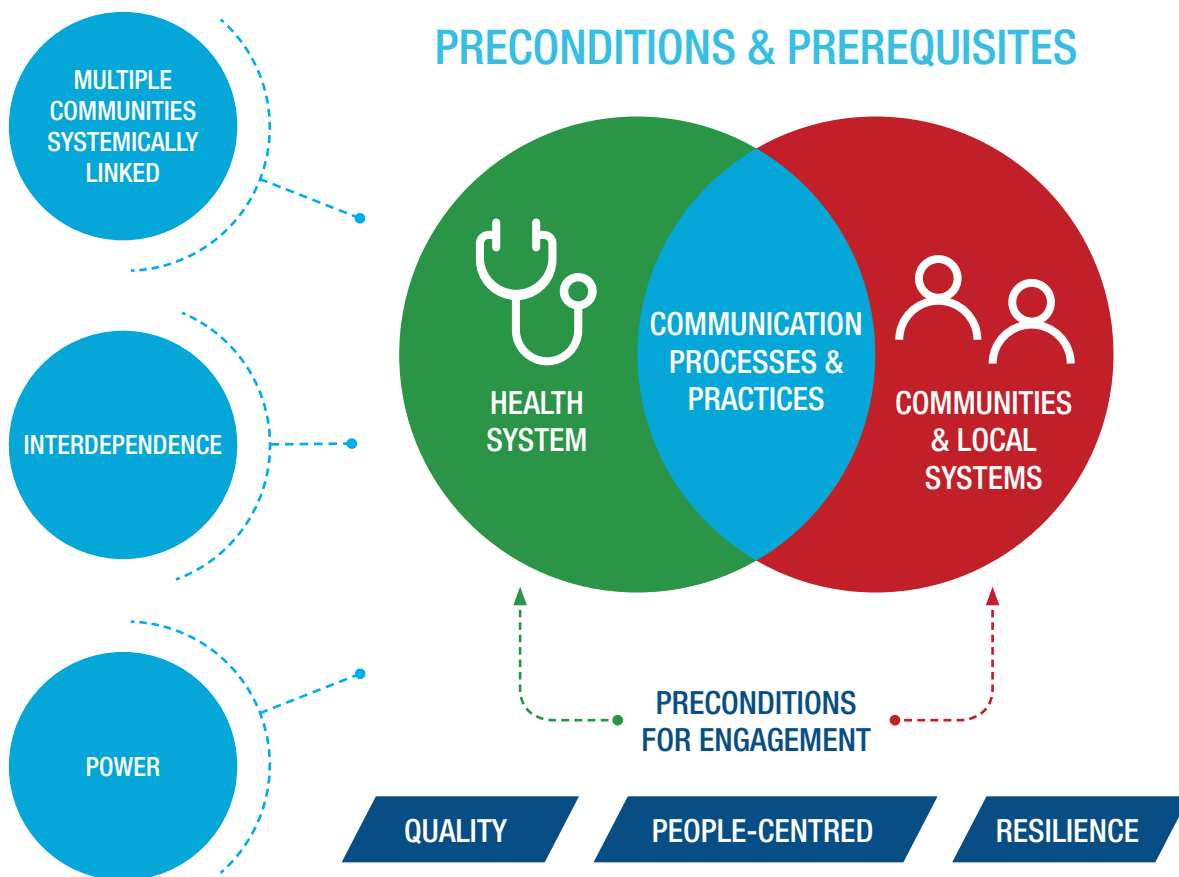 PRECONDITIONS & PREREQUISITES
MULTIPLE
COMMUNITIES
SYSTEMICALLY
LINKED
INTERDEPENDENCE
POWER
HEALTH
SYSTEM
COMMUNICATION
PROCESSES &
PRACTICES
COMMUNITIES
& LOCAL
SYSTEMS
PRECONDITIONS
FOR ENGAGEMENT
QUALITY
PEOPLE-CENTRED
RESILIENCE